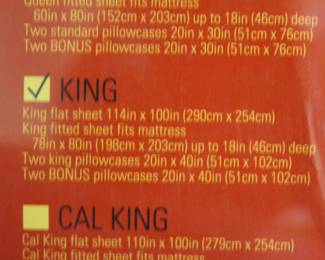 Queen fitted sheet fits mattress
60in x 80in (152cm x 203cm) up to 18in (46cm) deep
Two standard pillowcases 20in x 30in (51cm x 76cm)
Two BONUS pillowcases 20in x 30in (51cm x 76cm)
KING
King flat sheet 114in x 100in (290cm x 254cm)
King fitted sheet fits mattress
78in x 80in (198cm x 203cm) up to 18in (46cm) deep
Two king pillowcases 20in x 40in (51cm x 102cm)
Two BONUS pillowcases 20in x 40in (51cm x 102cm)
CAL KING
Cal King flat sheet 110in x 100in (279cm x 254cm)
Cal King fitted sheet fits mattress